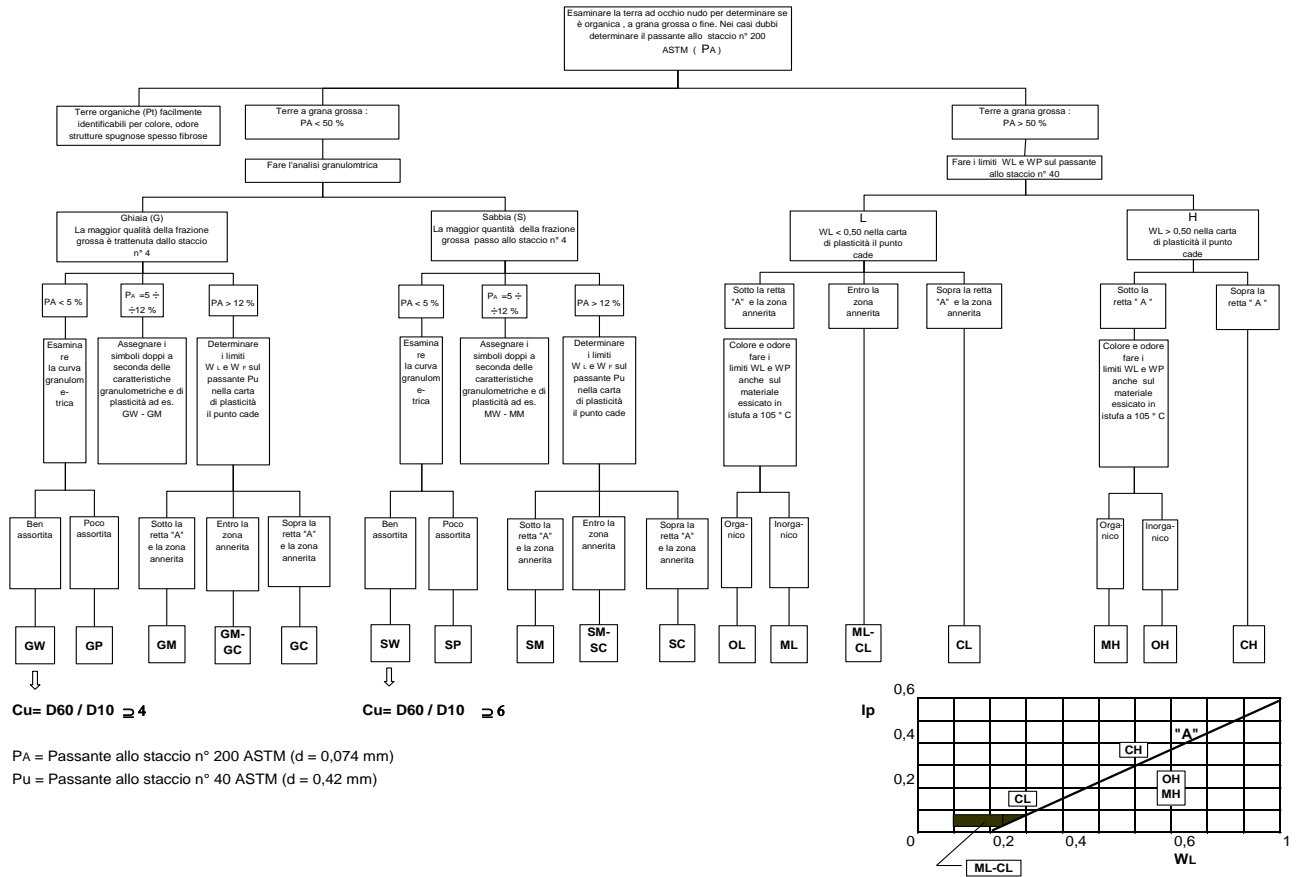 Esaminare la terra ad occhio nudo per determinare se
è organica , a grana grossa o fine. Nei casi dubbi
determinare il passante allo staccio n° 200
ASTM ( PA )
Terre organiche (Pt) facilmente
identificabili per colore, odore
strutture spugnose spesso fibrose
Terre a grana grossa :
PA < 50 %
Terre a grana grossa :
PA > 50 %
Fare l'analisi granulomtrica
Fare i limiti WL e WP sul passante
allo staccio n° 40
Ghiaia (G)
La maggior qualità della frazione
grossa è trattenuta dallo staccio
n° 4
Sabbia (S)
La maggior quantità della frazione
grossa passo allo staccio n° 4
L
WL < 0,50 nella carta
di plasticità il punto
cade
H
WL > 0,50 nella carta
di plasticità il punto
cade
PA < 5 %
PA =5 ÷
÷12 %
PA > 12 %
PA < 5 %
PA =5 ÷
÷12 %
PA > 12 %
Sotto la retta
"A" e la zona
annerita
Entro la
zona
annerita
Sopra la retta
"A" e la zona
annerita
Sotto la
retta " A "
Sopra la
retta " A "
Esamina
re
la curva
granulom
e-
trica
Assegnare i
simboli doppi a
seconda delle
caratteristiche
granulometriche e di
plasticità ad es.
GW - GM
Determinare
i limiti
W L e W F sul
passante Pu
nella carta
di plasticità
il punto cade
Esamina
re
la curva
granulom
e-
trica
Assegnare i
simboli doppi a
seconda delle
caratteristiche
granulometriche e di
plasticità ad es.
MW - MM
Determinare
i limiti
W L e W F sul
passante Pu
nella carta
di plasticità
il punto cade
Colore e odore
fare i
limiti WL e WP
anche sul
materiale
essicato in
istufa a 105 ° C
Colore e odore
fare i
limiti WL e WP
anche sul
materiale
essicato in
istufa a 105 ° C
Ben
assortita
Poco
assortita
Sotto la
retta "A"
e la zona
annerita
Entro la
zona
annerita
Sopra la
retta "A"
e la zona
annerita
Ben
assortita
Poco
assortita
Sotto la
retta "A"
e la zona
annerita
Entro la
zona
annerita
Sopra la
retta "A"
e la zona
annerita
Orga-
nico
Inorga-
nico
Orga-
nico
Inorga-
nico
GW
GP
GM
GM-
GC
GC
SW
SP
SM
SM-
SC
SC
OL
ML
ML-
CL
CL
MH
OH
CH
Cu= D60 / D10 ⊇ 4
Cu= D60 / D10 ⊇ 6
PA = Passante allo staccio n° 200 ASTM (d = 0,074 mm)
Pu = Passante allo staccio n° 40 ASTM (d = 0,42 mm)
0,6
Ip
0,4
0,2
0
"A"
CH
OH
MH
CL
0,2
0,4
0,6
1
WL
ML-CL